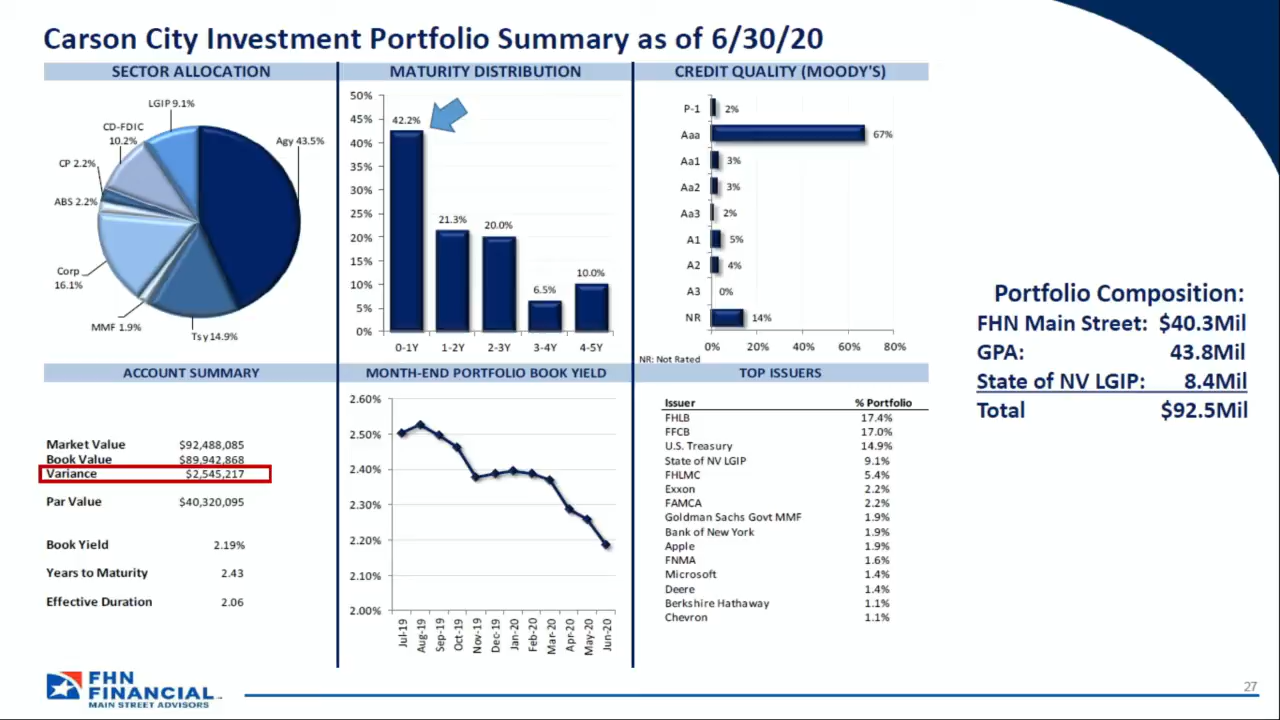 Carson City Investment Portfolio Summary as of 6/30/20
SECTOR ALLOCATION
LGIP 9.1%
CD-FDIC
10.2%
Agy 43.5%
CP 2.2%
ABS 2.2%
Corp
16.1%
MMF 1.9%
Tsy 14.9%
MATURITY DISTRIBUTION
50%
45%
40%
35%
30%
25%
20%
15%
10%
5%
0%
42.2%
21.3%
20.0%
6.5%
10.0%
0-1Y 1-2Y 2-3Y 3-4Y 4-5Y
CREDIT QUALITY (MOODY'S)
P-1 2%
Aaa 67%
Aa1 3%
Aa2 3%
Aa3 2%
A1 5%
A2 4%
A3 0%
NR 14%
0% 20% 40% 60% 80%
NR: Not Rated
Portfolio Composition:
FHN Main Street: $40.3Mil
GPA: 43.8Mil
State of NV LGIP: 8.4Mil
Total $92.5Mil
ACCOUNT SUMMARY
Market Value $92,488,085
Book Value $89,942,868
Variance $2,545,217
Par Value $40,320,095
Book Yield 2.19%
Years to Maturity 2.43
Effective Duration 2.06
MONTH-END PORTFOLIO BOOK YIELD
2.60%
2.50%
2.40%
2.30%
2.20%
2.10%
2.00%
Jul-19 Aug-19 Sep-19 Oct-19 Nov-19 Dec-19 Jan-20 Feb-20 Mar-20 Apr-20 May-20 Jun-20
TOP ISSUERS
Issuer % Portfolio
FHLB 17.4%
FFCB 17.0%
U.S. Treasury 14.9%
State of NV LGIP 9.1%
FHLMC 5.4%
Exxon 2.2%
FAMCA 2.2%
Goldman Sachs Govt MMF 1.9%
Bank of New York 1.9%
Apple 1.9%
FNMA 1.6%
Microsoft 1.4%
Deere 1.4%
Berkshire Hathaway 1.1%
Chevron 1.1%
FHN
FINANCIAL
MAIN STREET ADVISORS
27